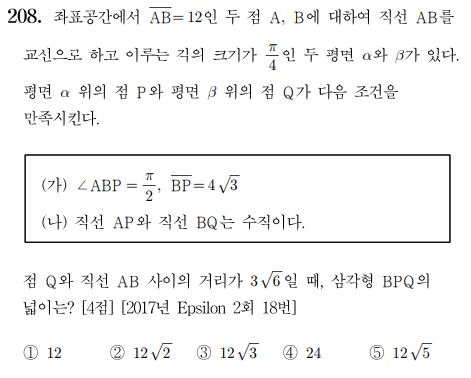 208. 좌표공간에서 $\overline{AB}=12$인 두 점 A, B에 대하여 직선 AB를
교선으로 하고 이루는 각의 크기가 $\frac{\pi}{4}$인 두 평면 α와 β가 있다.
평면 α 위의 점 P와 평면 β 위의 점 Q가 다음 조건을
만족시킨다.
(가) ∠ABP = $\frac{\pi}{2}$, $\overline{BP}=4\sqrt{3}$
(나) 직선 AP와 직선 BQ는 수직이다.
점 Q와 직선 AB 사이의 거리가 $3\sqrt{6}$일 때, 삼각형 BPQ의
넓이는? [4점] [2017년 Epsilon 2회 18번]
① 12 ② $12\sqrt{2}$ ③ $12\sqrt{3}$ ④ 24 ⑤ $12\sqrt{5}$